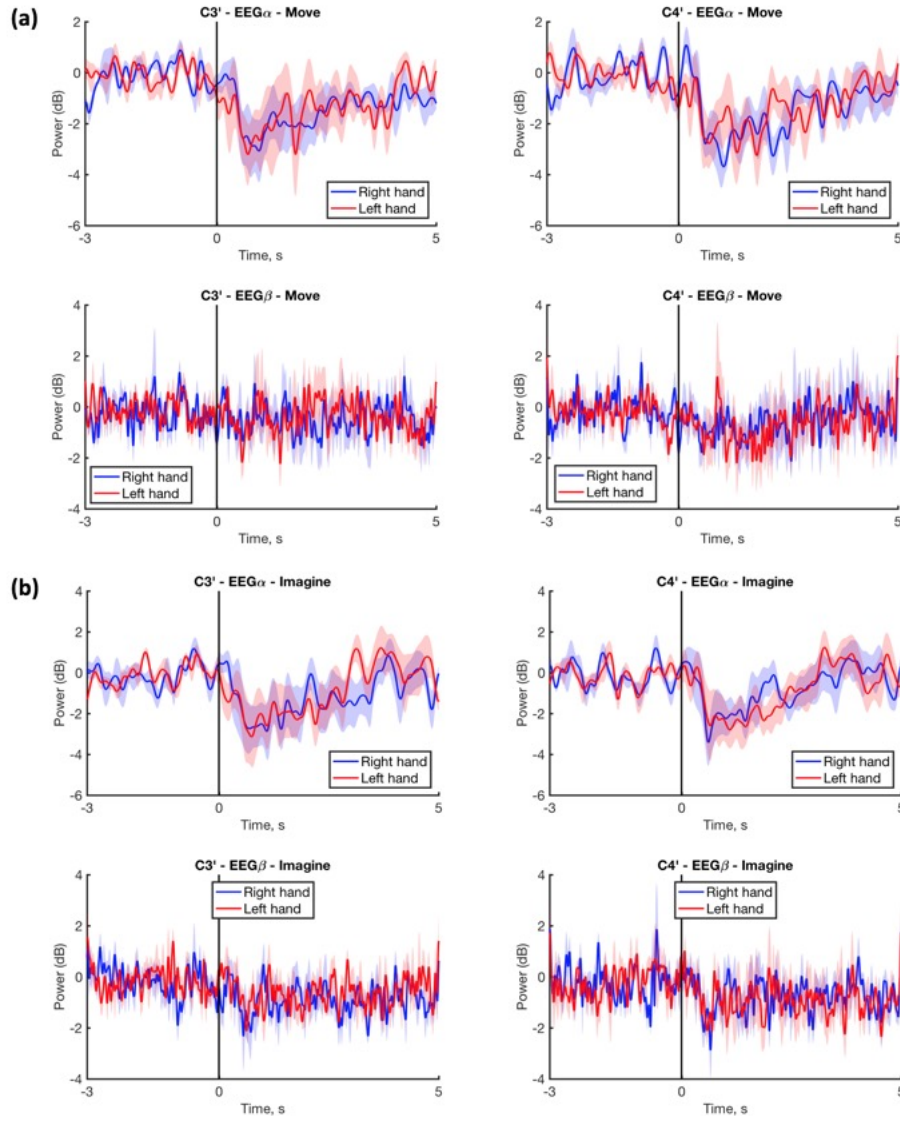 (a)
C3' - EEGα - Move
2
0
-2
-4
-6
Power (dB)
Right hand
Left hand
-3
0
5
Time, s
C4' - EEGα - Move
2
0
-2
-4
-6
Power (dB)
Right hand
Left hand
-3
0
5
Time, s
C3' - EEGβ - Move
4
2
0
-2
-4
Power (dB)
Right hand
Left hand
-3
0
5
Time, s
C4' - EEGβ - Move
4
2
0
-2
-4
Power (dB)
Right hand
Left hand
-3
0
5
Time, s
(b)
C3' - EEGα - Imagine
4
2
0
-2
-4
-6
Power (dB)
Right hand
Left hand
-3
0
5
Time, s
C4' - EEGα - Imagine
4
2
0
-2
-4
-6
Power (dB)
Right hand
Left hand
-3
0
5
Time, s
C3' - EEGβ - Imagine
4
2
0
-2
-4
Power (dB)
Right hand
Left hand
-3
0
5
Time, s
C4' - EEGβ - Imagine
4
2
0
-2
-4
Power (dB)
Right hand
Left hand
-3
0
5
Time, s